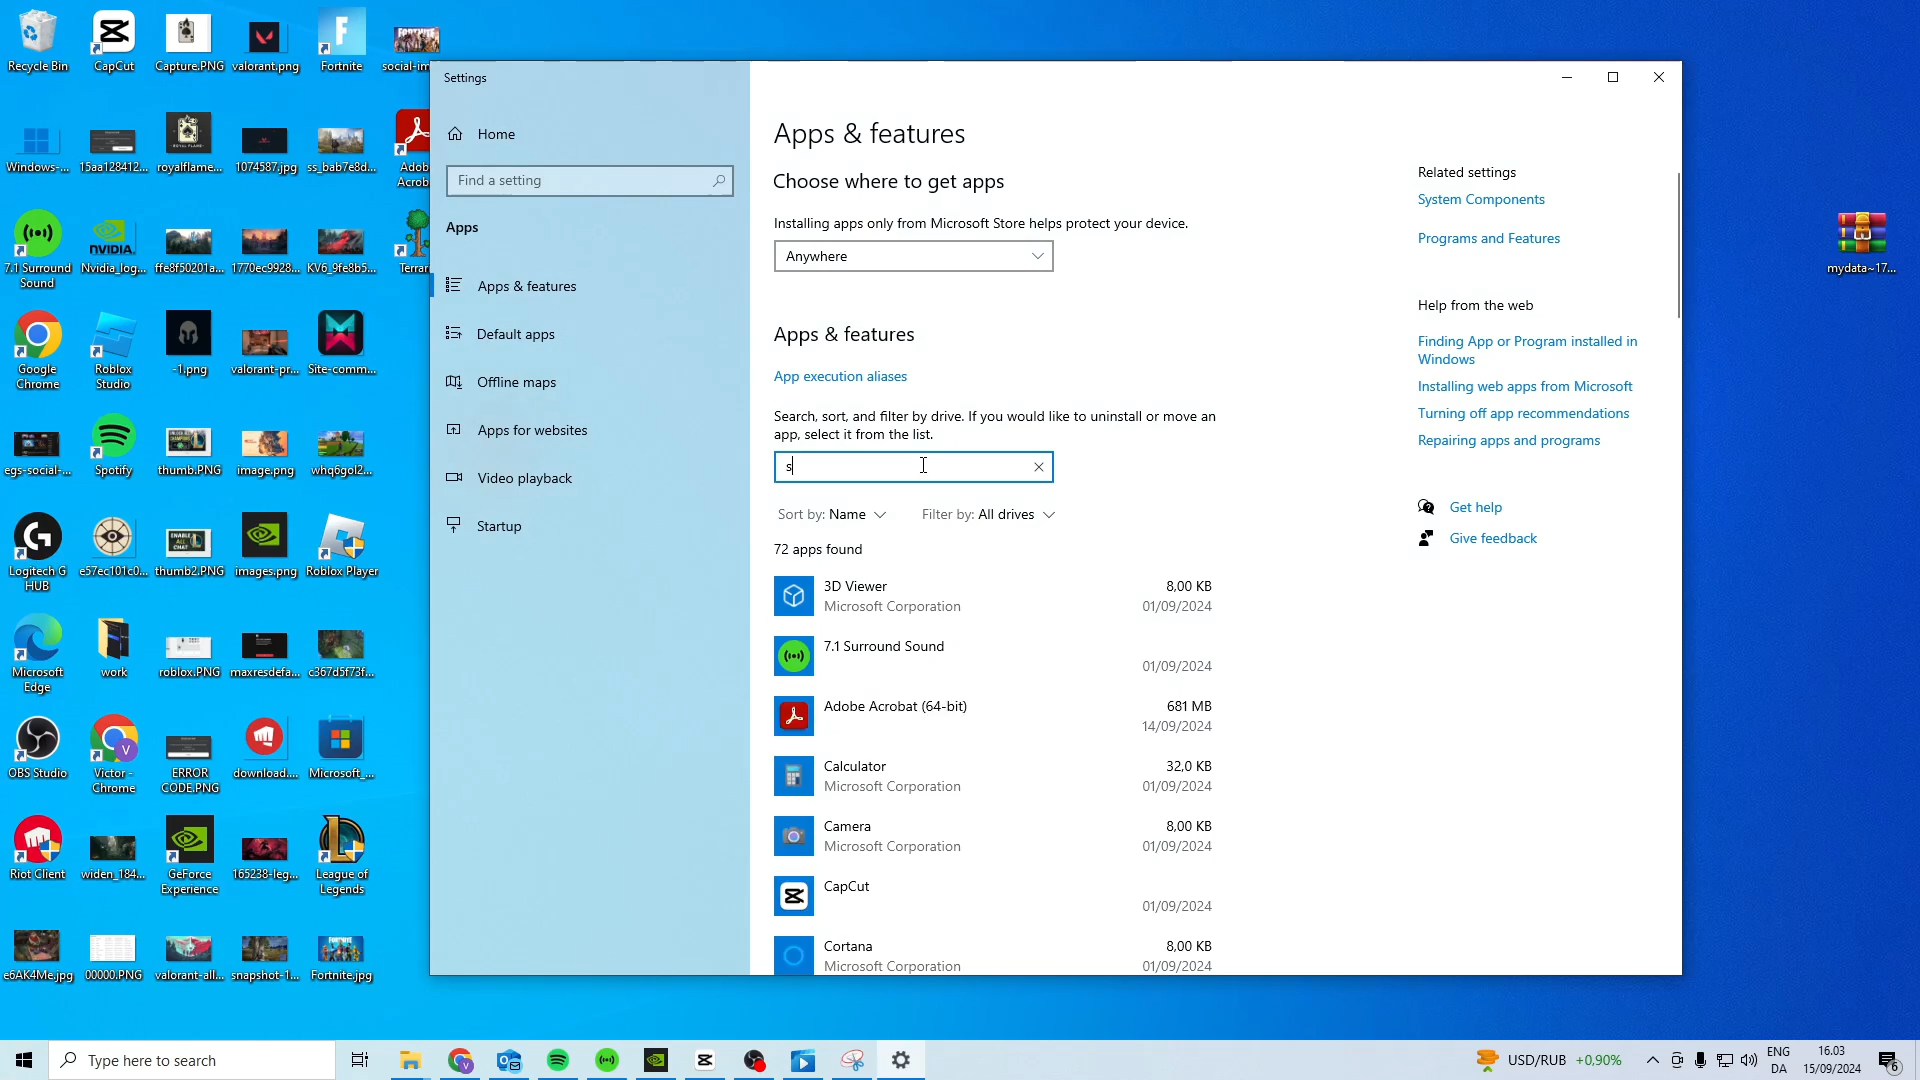 Recycle Bin
CapCut
Capture.PNG
valorant.png
Fortnite
social-im
Windows-...
15aa128412...
royalflame...
1074587.jpg
ss_bab7e8d...
Adob
Acrob
7.1 Surround
Sound
Nvidia_log...
ffe8f50201a...
1770ec9928...
KV6_9fe8b5...
Terrari
Google
Chrome
Roblox
Studio
-1.png
valorant-pr...
Site-comm...
egs-social-...
Spotify
thumb.PNG
image.png
whq6gol2...
Logitech G
HUB
e57ec101c0...
thumb2.PNG
images.png
Roblox Player
Microsoft
Edge
work
roblox.PNG
maxresdefa...
c367d5f73f...
OBS Studio
Victor -
Chrome
ERROR
CODE.PNG
download....
Microsoft_...
Riot Client
widen_184...
GeForce
Experience
165238-leg...
League of
Legends
e6AK4Me.jpg
00000.PNG
valorant-all...
snapshot-1...
Fortnite.jpg
mydata~17...
Settings
Home
Find a setting
Apps
Apps & features
Default apps
Offline maps
Apps for websites
Video playback
Startup
Apps & features
Choose where to get apps
Installing apps only from Microsoft Store helps protect your device.
Anywhere
Apps & features
App execution aliases
Search, sort, and filter by drive. If you would like to uninstall or move an
app, select it from the list.
s
Sort by: Name Filter by: All drives
72 apps found
3D Viewer 8,00 KB
Microsoft Corporation 01/09/2024
7.1 Surround Sound
01/09/2024
Adobe Acrobat (64-bit) 681 MB
14/09/2024
Calculator 32,0 KB
Microsoft Corporation 01/09/2024
Camera 8,00 KB
Microsoft Corporation 01/09/2024
CapCut
01/09/2024
Cortana 8,00 KB
Microsoft Corporation 01/09/2024
Related settings
System Components
Programs and Features
Help from the web
Finding App or Program installed in
Windows
Installing web apps from Microsoft
Turning off app recommendations
Repairing apps and programs
Get help
Give feedback
Type here to search
USD/RUB +0,90%
ENG
DA
16.03
15/09/2024
6